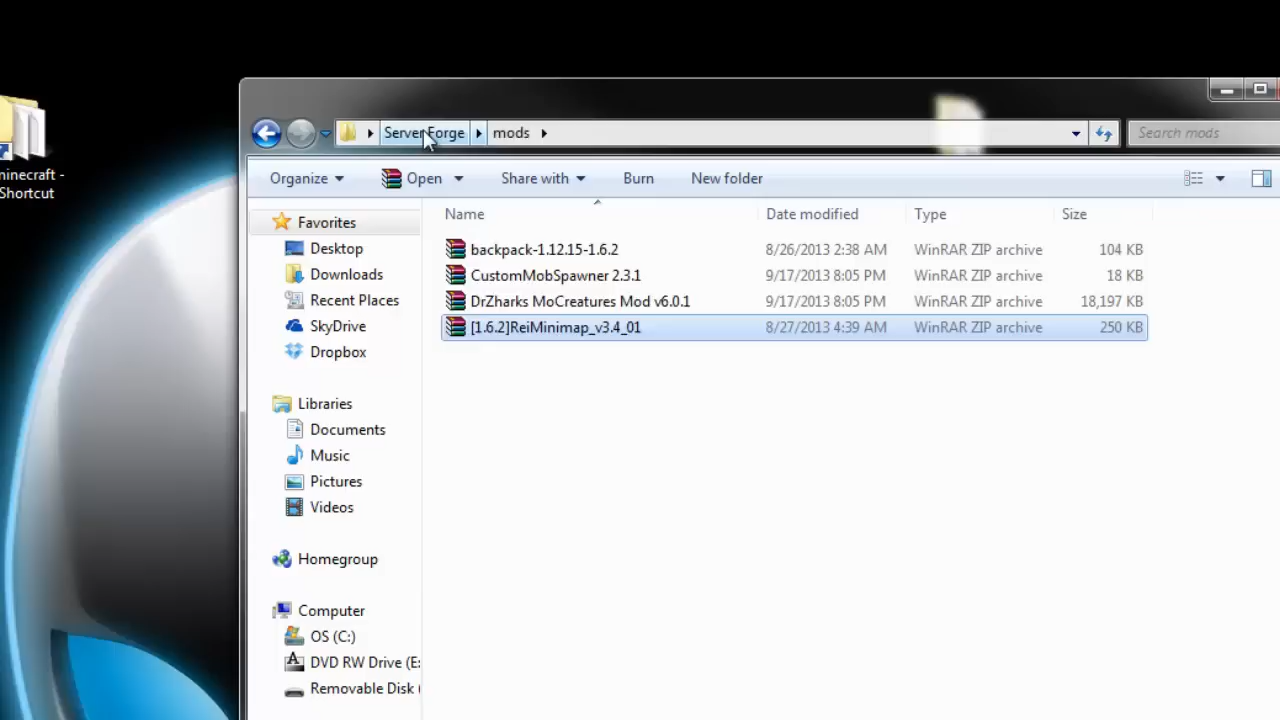 minecraft -
Shortcut
Server Forge mods
Search mods
Organize Open Share with Burn New folder
Name Date modified Type Size
Favorites
Desktop
Downloads
Recent Places
SkyDrive
Dropbox
Libraries
Documents
Music
Pictures
Videos
Homegroup
Computer
OS (C:)
DVD RW Drive (E:
Removable Disk (
backpack-1.12.15-1.6.2 8/26/2013 2:38 AM WinRAR ZIP archive 104 KB
CustomMobSpawner 2.3.1 9/17/2013 8:05 PM WinRAR ZIP archive 18 KB
DrZharks MoCreatures Mod v6.0.1 9/17/2013 8:05 PM WinRAR ZIP archive 18,197 KB
[1.6.2]ReiMinimap_v3.4_01 8/27/2013 4:39 AM WinRAR ZIP archive 250 KB